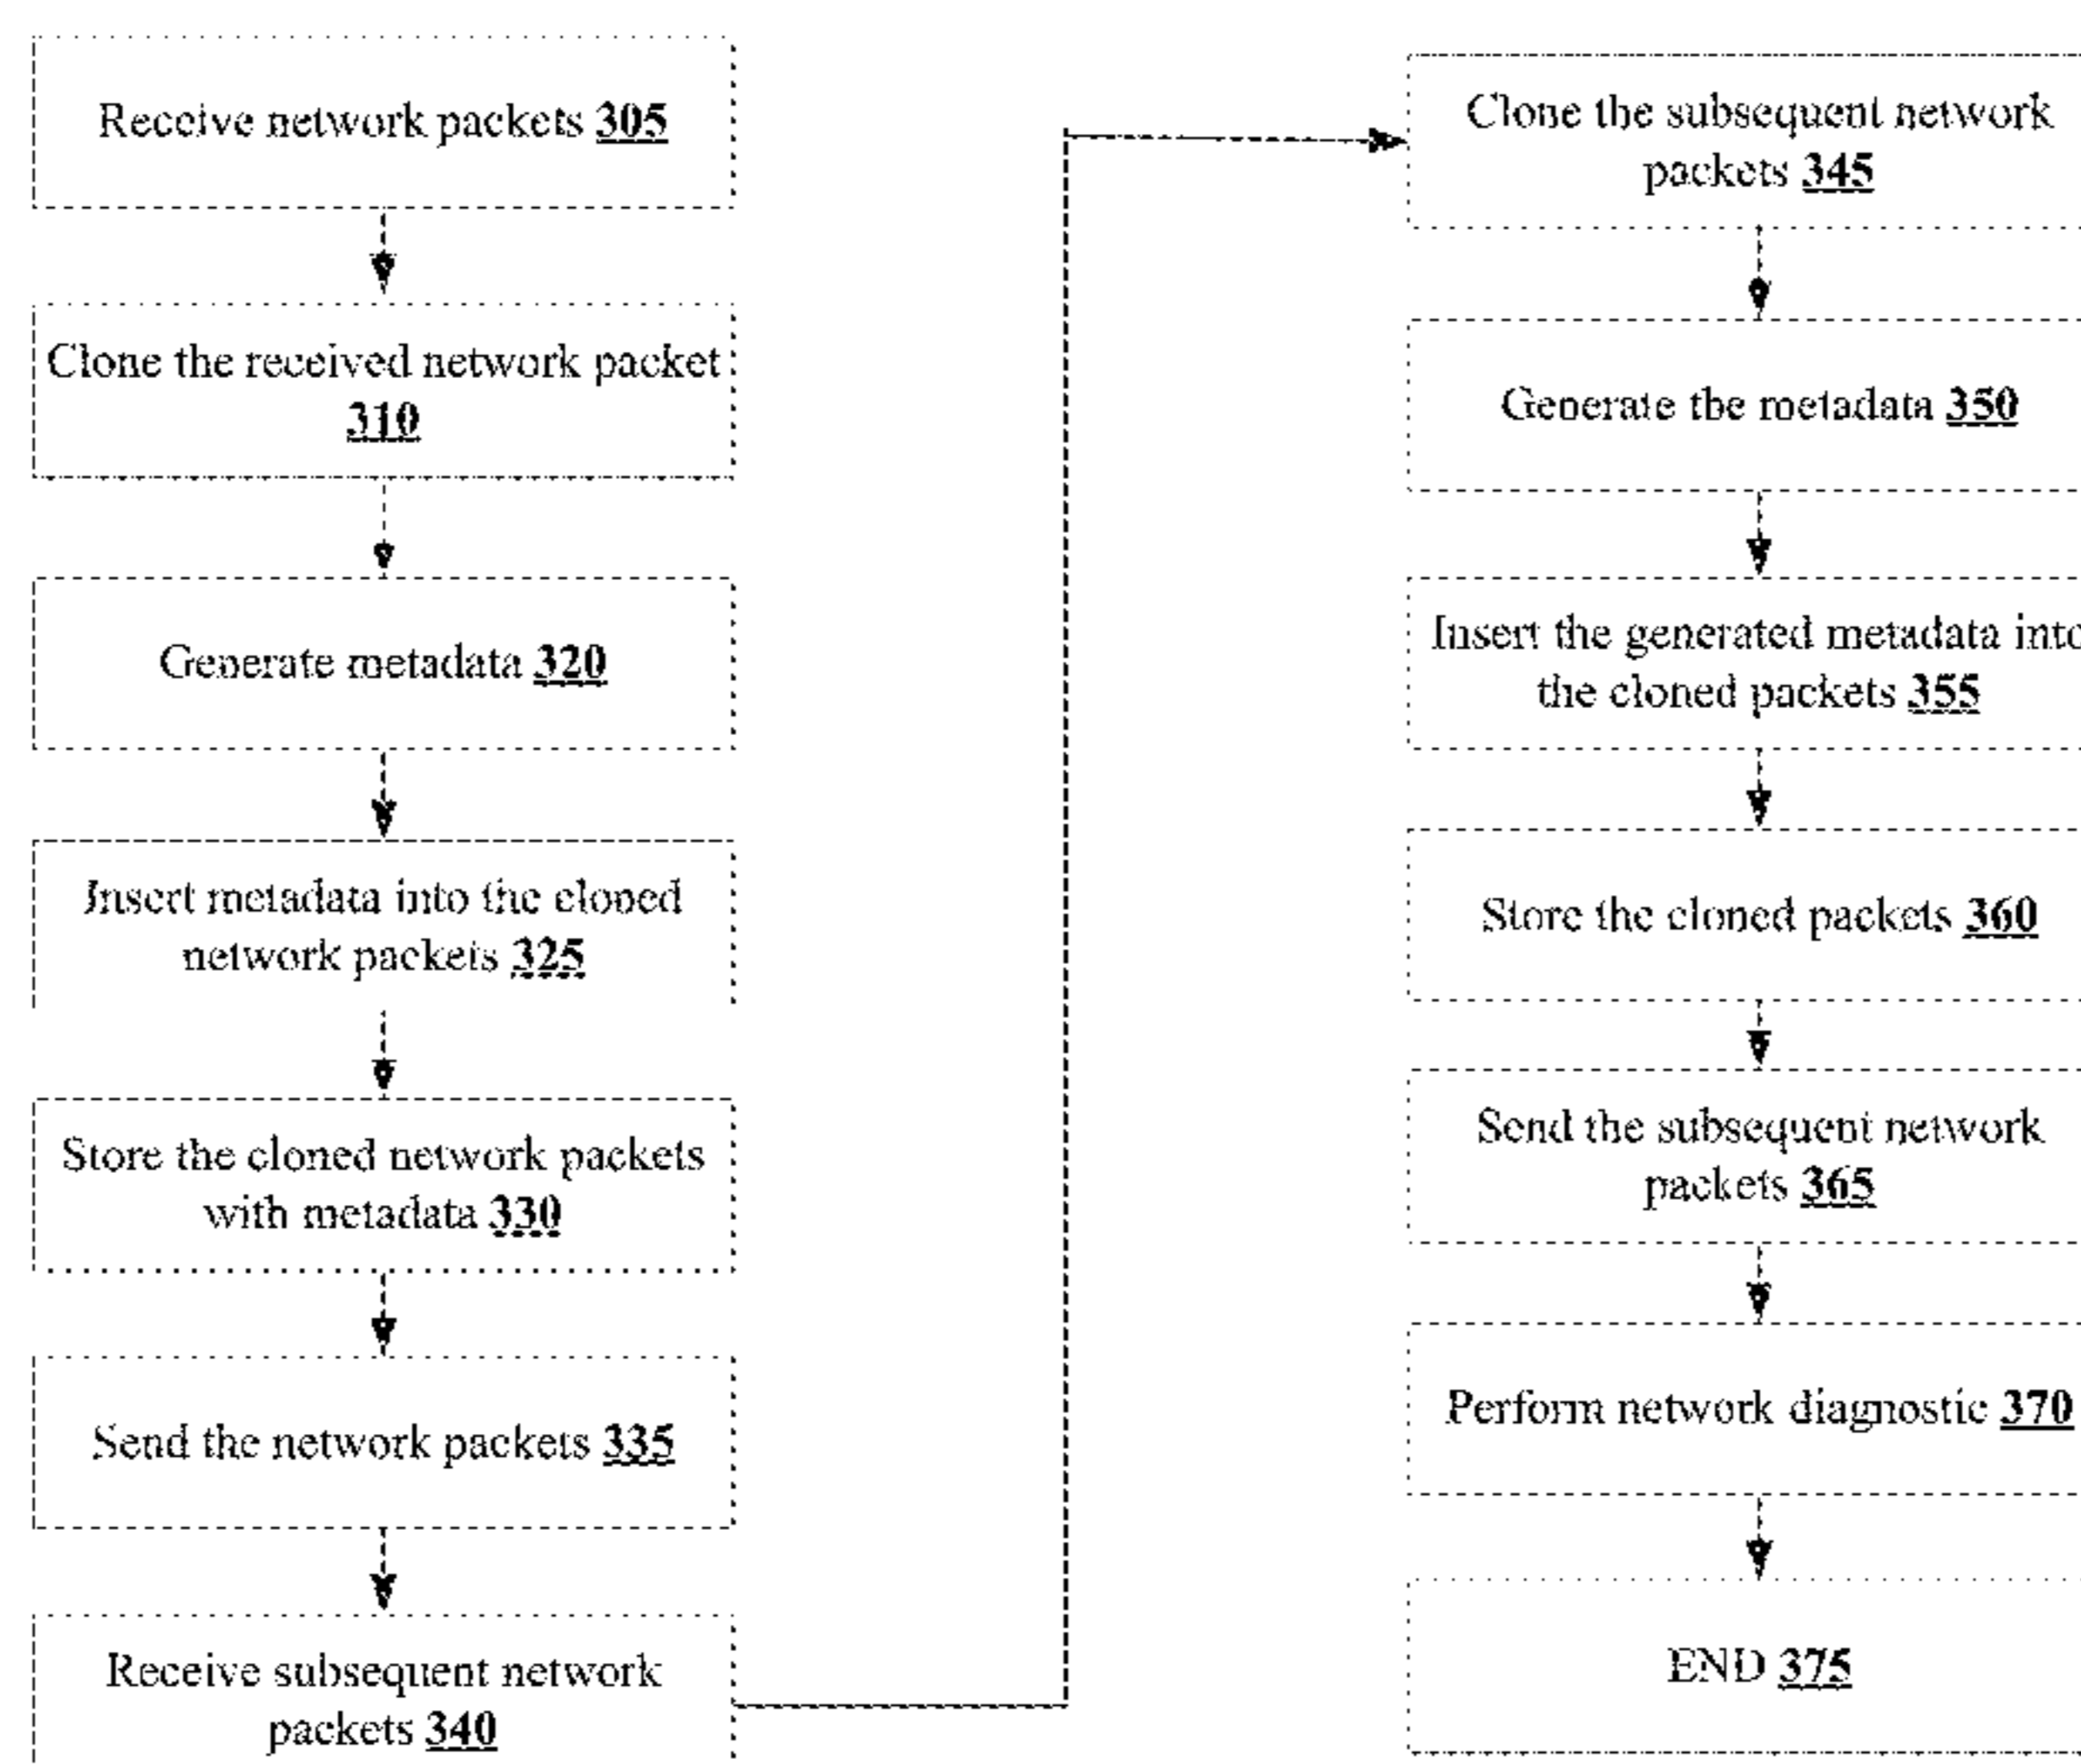 Receive network packets 305
Clone the received network packet
310
Generate metadata 320
Insert metadata into the cloned
network packets 325
Store the cloned network packets
with metadata 330
Send the network packets 335
Receive subsequent network
packets 340
Clone the subsequent network
packets 345
Generate the metadata 350
Insert the generated metadata into
the cloned packets 355
Store the cloned packets 360
Send the subsequent network
packets 365
Perform network diagnostic 370
END 375